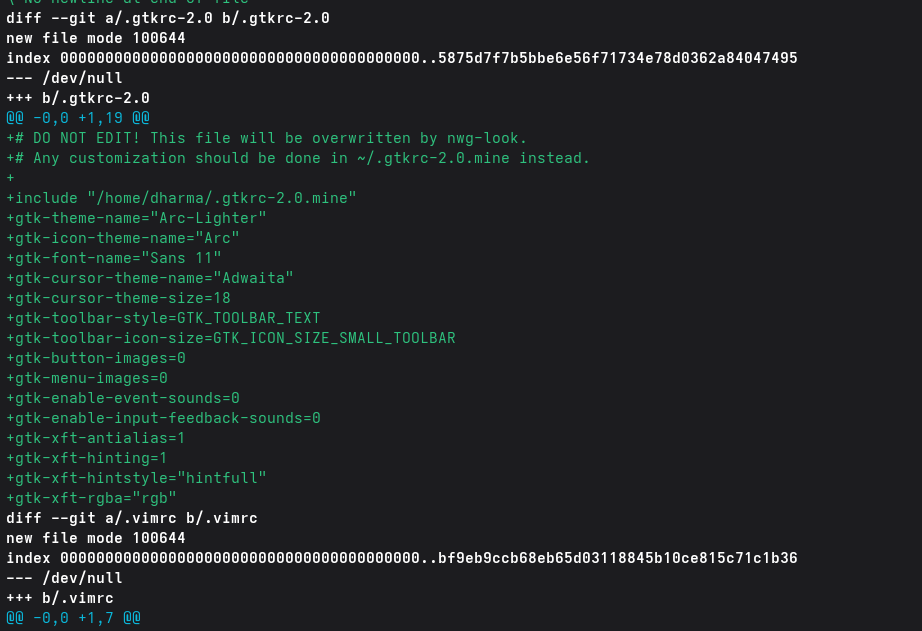 \ No newline at end of file
diff --git a/.gtkrc-2.0 b/.gtkrc-2.0
new file mode 100644
index 0000000000000000000000000000000000000000..5875d7f7b5bbe6e56f71734e78d0362a84047495
--- /dev/null
+++ b/.gtkrc-2.0
@@ -0,0 +1,19 @@
+# DO NOT EDIT! This file will be overwritten by nwg-look.
+# Any customization should be done in ~/.gtkrc-2.0.mine instead.
+
+include "/home/dharma/.gtkrc-2.0.mine"
+gtk-theme-name="Arc-Lighter"
+gtk-icon-theme-name="Arc"
+gtk-font-name="Sans 11"
+gtk-cursor-theme-name="Adwaita"
+gtk-cursor-theme-size=18
+gtk-toolbar-style=GTK_TOOLBAR_TEXT
+gtk-toolbar-icon-size=GTK_ICON_SIZE_SMALL_TOOLBAR
+gtk-button-images=0
+gtk-menu-images=0
+gtk-enable-event-sounds=0
+gtk-enable-input-feedback-sounds=0
+gtk-xft-antialias=1
+gtk-xft-hinting=1
+gtk-xft-hintstyle="hintfull"
+gtk-xft-rgba="rgb"
diff --git a/.vimrc b/.vimrc
new file mode 100644
index 0000000000000000000000000000000000000000..bf9eb9ccb68eb65d03118845b10ce815c71c1b36
--- /dev/null
+++ b/.vimrc
@@ -0,0 +1,7 @@